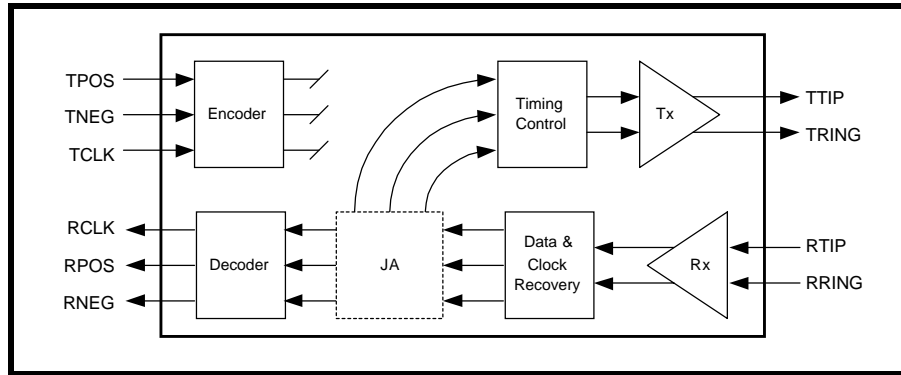 TPOS
TNEG
TCLK
Encoder
Timing
Control
Tx
TTIP
TRING
RCLK
RPOS
RNEG
Decoder
JA
Data &
Clock
Recovery
Rx
RTIP
RRING